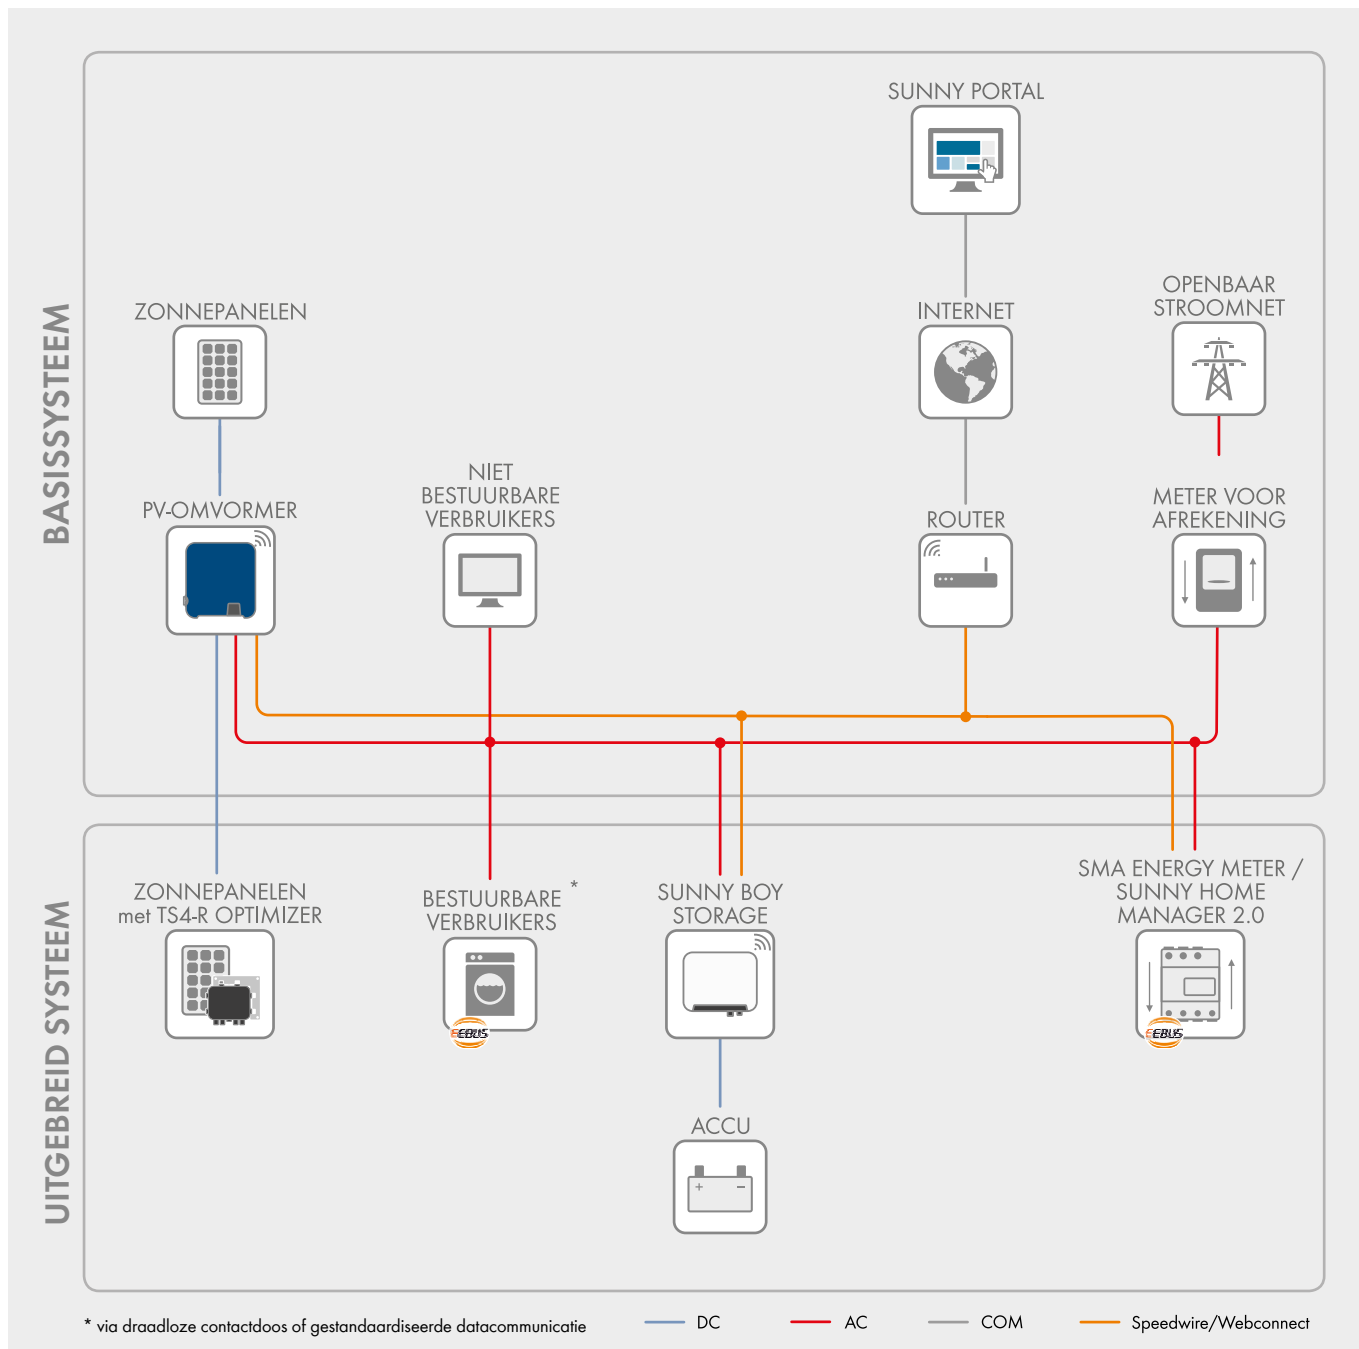 BASISSYSTEEM
SUNNY PORTAL
ZONNEPANELEN
INTERNET
OPENBAAR
STROOMNET
PV-OMVORMER
NIET
BESTUURBARE
VERBRUIKERS
ROUTER
METER VOOR
AFREKENING
UITGEBREID SYSTEEM
ZONNEPANELEN
met TS4-R OPTIMIZER
BESTUURBARE *
VERBRUIKERS
EEBUS
SUNNY BOY
STORAGE
SMA ENERGY METER /
SUNNY HOME
MANAGER 2.0
EEBUS
ACCU
+ −
* via draadloze contactdoos of gestandaardiseerde datacommunicatie
DC
AC
COM
Speedwire/Webconnect